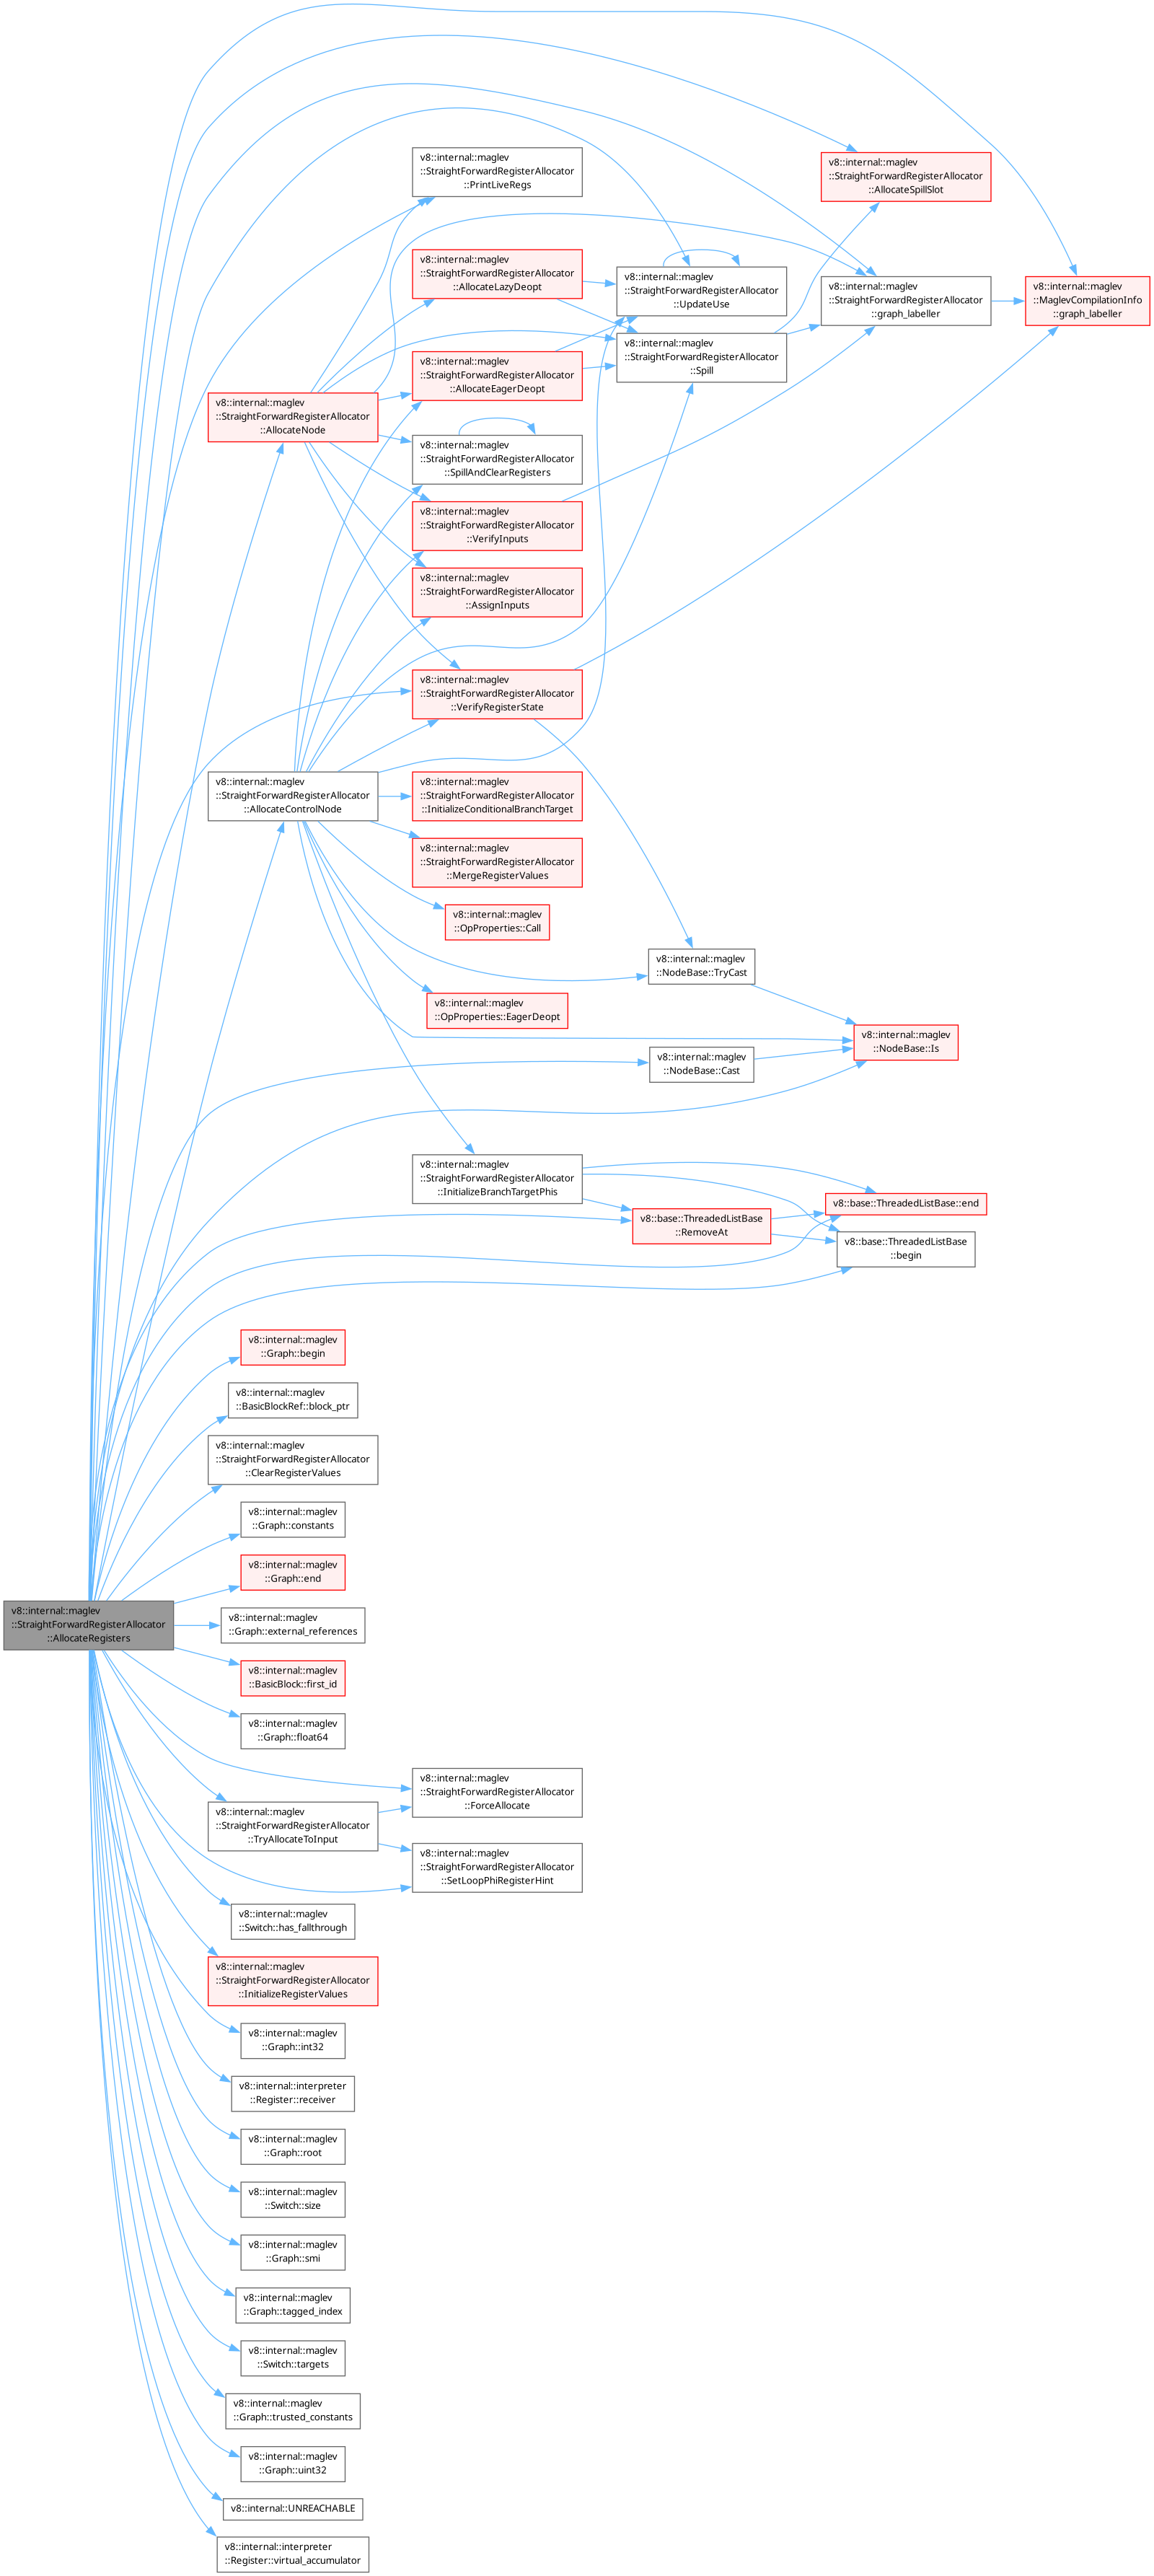 v8::internal::maglev
::StraightForwardRegisterAllocator
::AllocateRegisters
v8::internal::maglev
::StraightForwardRegisterAllocator
::AllocateNode
v8::internal::maglev
::StraightForwardRegisterAllocator
::AllocateControlNode
v8::internal::maglev
::Graph::begin
v8::internal::maglev
::BasicBlockRef::block_ptr
v8::internal::maglev
::StraightForwardRegisterAllocator
::ClearRegisterValues
v8::internal::maglev
::Graph::constants
v8::internal::maglev
::Graph::end
v8::internal::maglev
::Graph::external_references
v8::internal::maglev
::BasicBlock::first_id
v8::internal::maglev
::Graph::float64
v8::internal::maglev
::StraightForwardRegisterAllocator
::TryAllocateToInput
v8::internal::maglev
::Switch::has_fallthrough
v8::internal::maglev
::StraightForwardRegisterAllocator
::InitializeRegisterValues
v8::internal::maglev
::Graph::int32
v8::internal::interpreter
::Register::receiver
v8::internal::maglev
::Graph::root
v8::internal::maglev
::Switch::size
v8::internal::maglev
::Graph::smi
v8::internal::maglev
::Graph::tagged_index
v8::internal::maglev
::Switch::targets
v8::internal::maglev
::Graph::trusted_constants
v8::internal::maglev
::Graph::uint32
v8::internal::UNREACHABLE
v8::internal::interpreter
::Register::virtual_accumulator
v8::internal::maglev
::StraightForwardRegisterAllocator
::PrintLiveRegs
v8::internal::maglev
::StraightForwardRegisterAllocator
::AllocateLazyDeopt
v8::internal::maglev
::StraightForwardRegisterAllocator
::AllocateEagerDeopt
v8::internal::maglev
::StraightForwardRegisterAllocator
::SpillAndClearRegisters
v8::internal::maglev
::StraightForwardRegisterAllocator
::VerifyInputs
v8::internal::maglev
::StraightForwardRegisterAllocator
::AssignInputs
v8::internal::maglev
::StraightForwardRegisterAllocator
::VerifyRegisterState
v8::internal::maglev
::StraightForwardRegisterAllocator
::InitializeConditionalBranchTarget
v8::internal::maglev
::StraightForwardRegisterAllocator
::MergeRegisterValues
v8::internal::maglev
::OpProperties::Call
v8::internal::maglev
::OpProperties::EagerDeopt
v8::internal::maglev
::StraightForwardRegisterAllocator
::InitializeBranchTargetPhis
v8::internal::maglev
::StraightForwardRegisterAllocator
::ForceAllocate
v8::internal::maglev
::StraightForwardRegisterAllocator
::SetLoopPhiRegisterHint
v8::internal::maglev
::StraightForwardRegisterAllocator
::UpdateUse
v8::internal::maglev
::StraightForwardRegisterAllocator
::Spill
v8::internal::maglev
::NodeBase::TryCast
v8::internal::maglev
::NodeBase::Cast
v8::base::ThreadedListBase
::RemoveAt
v8::internal::maglev
::StraightForwardRegisterAllocator
::AllocateSpillSlot
v8::internal::maglev
::StraightForwardRegisterAllocator
::graph_labeller
v8::internal::maglev
::NodeBase::Is
v8::base::ThreadedListBase::end
v8::base::ThreadedListBase
::begin
v8::internal::maglev
::MaglevCompilationInfo
::graph_labeller